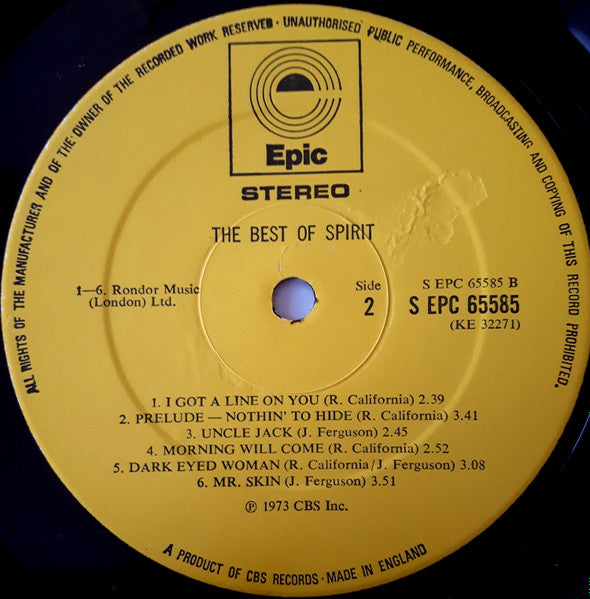 ALL RIGHTS OF THE MANUFACTURER AND OF THE OWNER OF THE RECORDED WORK RESERVED · UNAUTHORISED PUBLIC PERFORMANCE, BROADCASTING AND COPYING OF THIS RECORD PROHIBITED.
Epic
STEREO
THE BEST OF SPIRIT
1—6. Rondor Music
(London) Ltd.
Side
2
S EPC 65585 B
S EPC 65585
(KE 32271)
1. I GOT A LINE ON YOU (R. California) 2.39
2. PRELUDE — NOTHIN' TO HIDE (R. California) 3.41
3. UNCLE JACK (J. Ferguson) 2.45
4. MORNING WILL COME (R. California) 2.52
5. DARK EYED WOMAN (R. California/J. Ferguson) 3.08
6. MR. SKIN (J. Ferguson) 3.51
℗ 1973 CBS Inc.
A PRODUCT OF CBS RECORDS · MADE IN ENGLAND